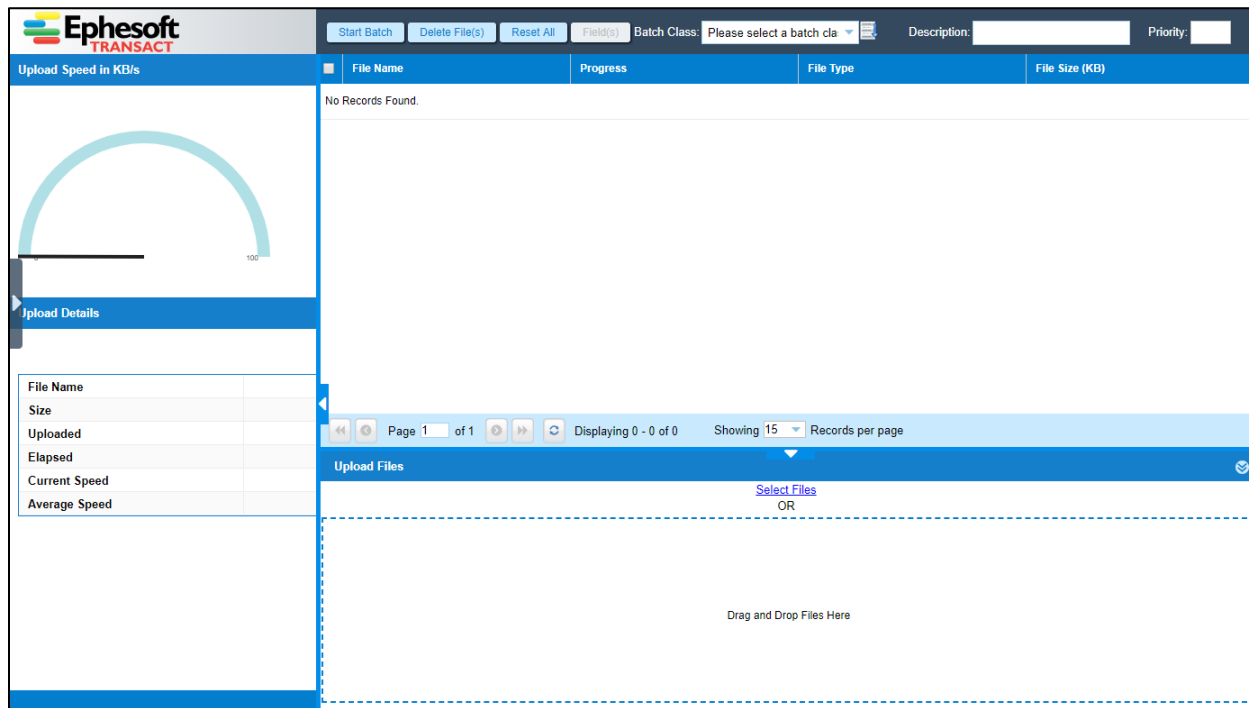 Ephesoft
TRANSACT
Start Batch Delete File(s) Reset All Field(s) Batch Class: Please select a batch cla Description: Priority:
Upload Speed in KB/s
File Name Progress File Type File Size (KB)
No Records Found.
0 100
Upload Details
File Name
Size
Uploaded
Elapsed
Current Speed
Average Speed
Page 1 of 1 Displaying 0 - 0 of 0 Showing 15 Records per page
Upload Files
Select Files
OR
Drag and Drop Files Here